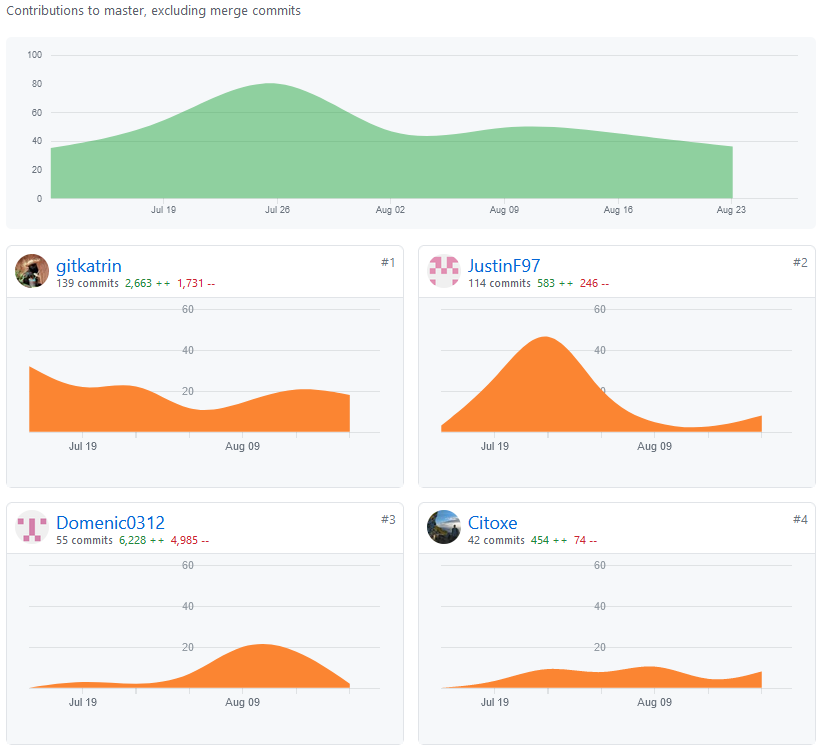 Contributions to master, excluding merge commits
100
80
60
40
20
0
Jul 19 Jul 26 Aug 02 Aug 09 Aug 16 Aug 23
gitkatrin #1
139 commits 2,663 ++ 1,731 --
60
40
20
Jul 19 Aug 09
JustinF97 #2
114 commits 583 ++ 246 --
60
40
20
Jul 19 Aug 09
Domenic0312 #3
55 commits 6,228 ++ 4,985 --
60
40
20
Jul 19 Aug 09
Citoxe #4
42 commits 454 ++ 74 --
60
40
20
Jul 19 Aug 09